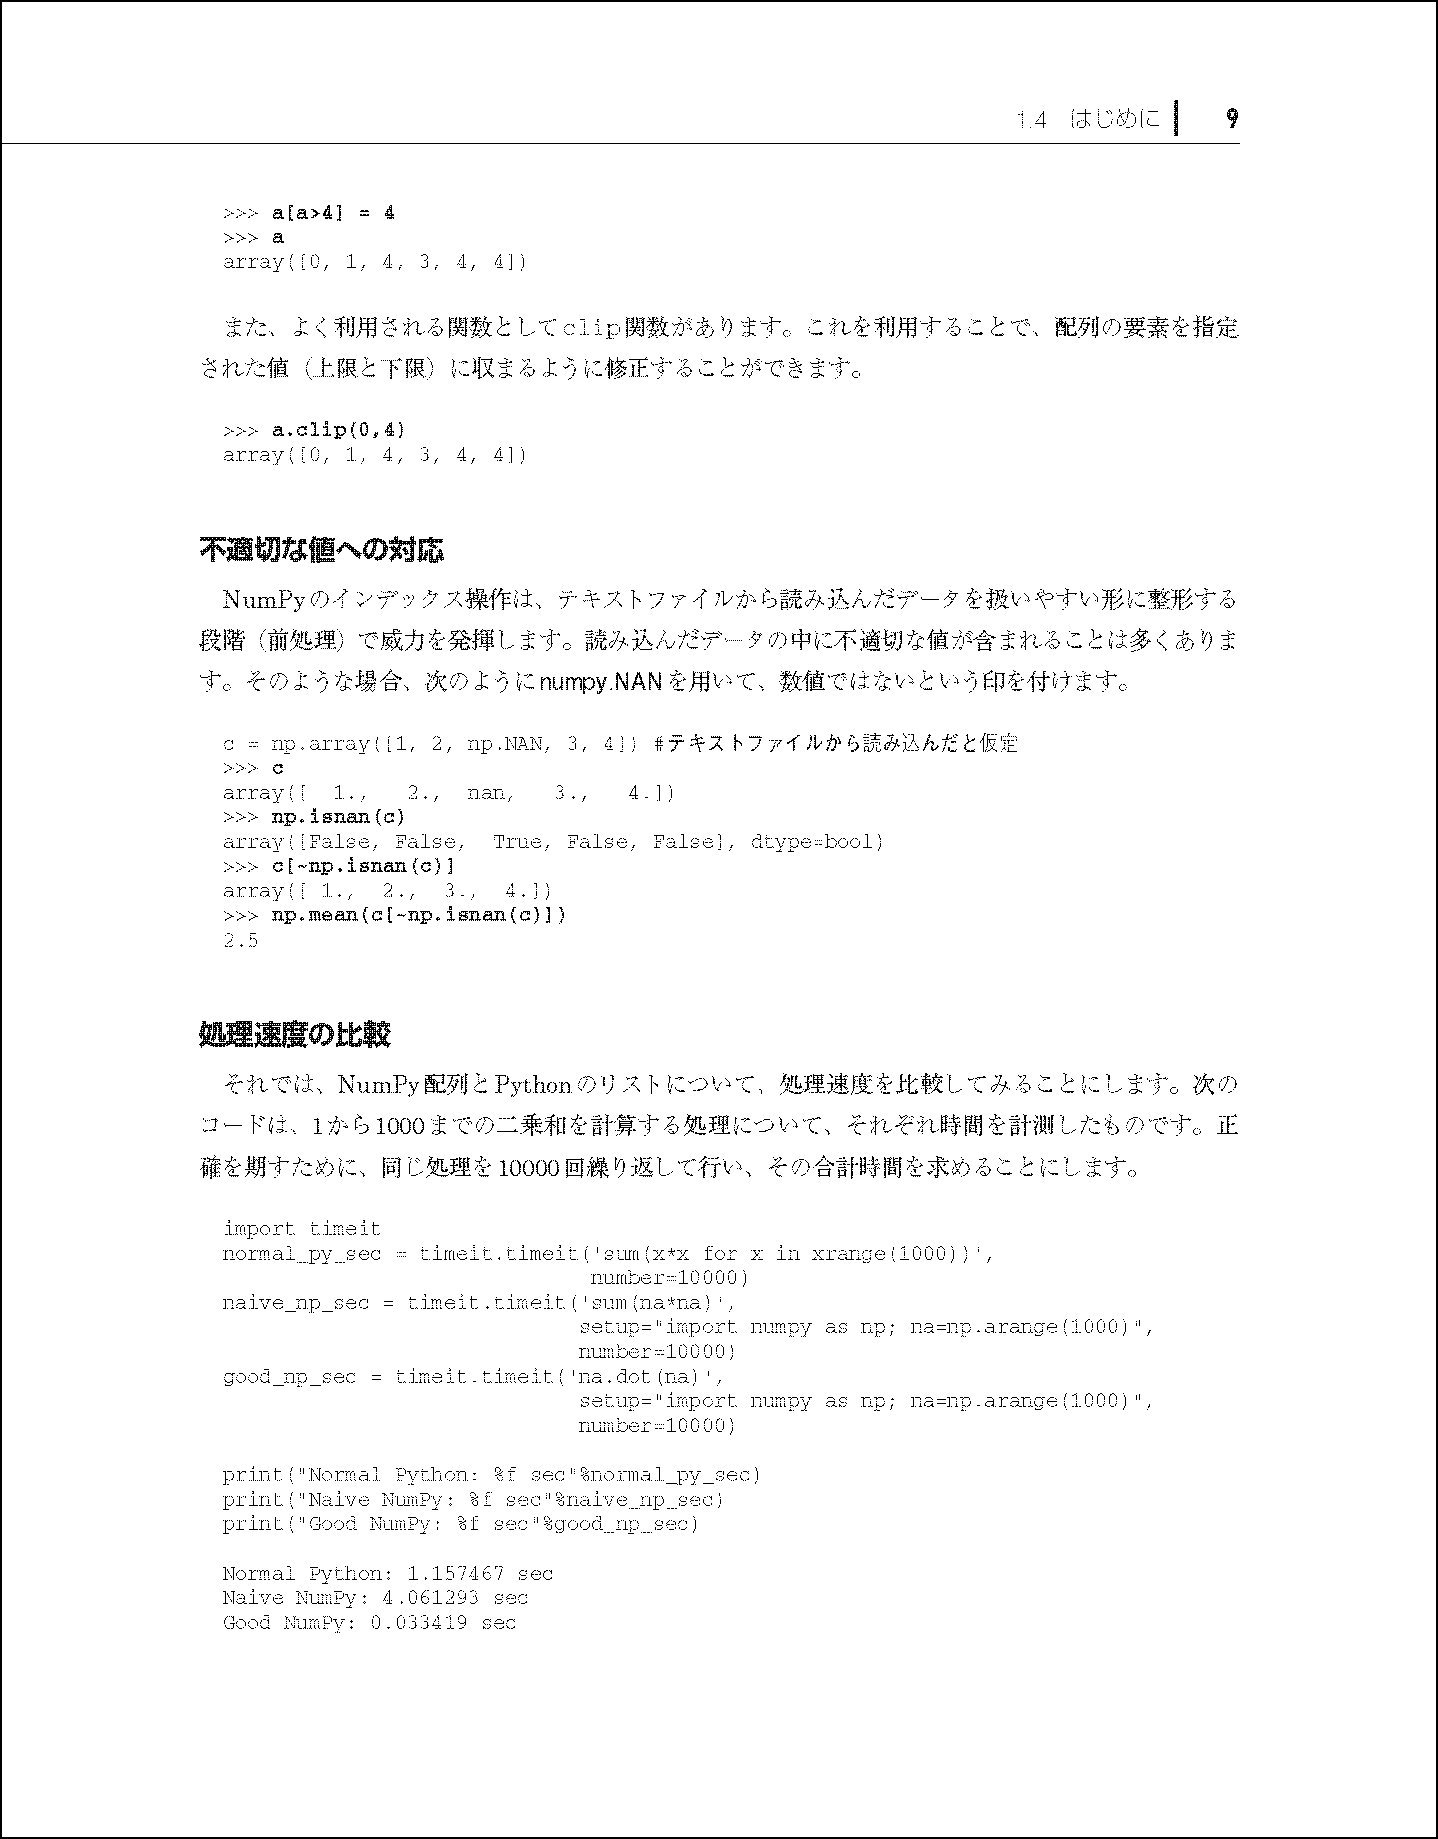 1.4 はじめに 9
>>> a[a>4] = 4
>>> a
array([0, 1, 4, 3, 4, 4])
また、よく利用される関数としてclip関数があります。これを利用することで、配列の要素を指定
された値（上限と下限）に収まるように修正することができます。
>>> a.clip(0,4)
array([0, 1, 4, 3, 4, 4])
不適切な値への対応
NumPyのインデックス操作は、テキストファイルから読み込んだデータを扱いやすい形に整形する
段階（前処理）で威力を発揮します。読み込んだデータの中に不適切な値が含まれることは多くありま
す。そのような場合、次のようにnumpy.NANを用いて、数値ではないという印を付けます。
c = np.array([1, 2, np.NAN, 3, 4]) #テキストファイルから読み込んだと仮定
>>> c
array([  1.,   2.,  nan,   3.,   4.])
>>> np.isnan(c)
array([False, False,  True, False, False], dtype=bool)
>>> c[~np.isnan(c)]
array([ 1.,  2.,  3.,  4.])
>>> np.mean(c[~np.isnan(c)])
2.5
処理速度の比較
それでは、NumPy配列とPythonのリストについて、処理速度を比較してみることにします。次の
コードは、1から1000までの二乗和を計算する処理について、それぞれ時間を計測したものです。正
確を期すために、同じ処理を10000回繰り返して行い、その合計時間を求めることにします。
import timeit
normal_py_sec = timeit.timeit('sum(x*x for x in xrange(1000))',
number=10000)
naive_np_sec = timeit.timeit('sum(na*na)',
setup="import numpy as np; na=np.arange(1000)",
number=10000)
good_np_sec = timeit.timeit('na.dot(na)',
setup="import numpy as np; na=np.arange(1000)",
number=10000)
print("Normal Python: %f sec"%normal_py_sec)
print("Naive NumPy: %f sec"%naive_np_sec)
print("Good NumPy: %f sec"%good_np_sec)
Normal Python: 1.157467 sec
Naive NumPy: 4.061293 sec
Good NumPy: 0.033419 sec